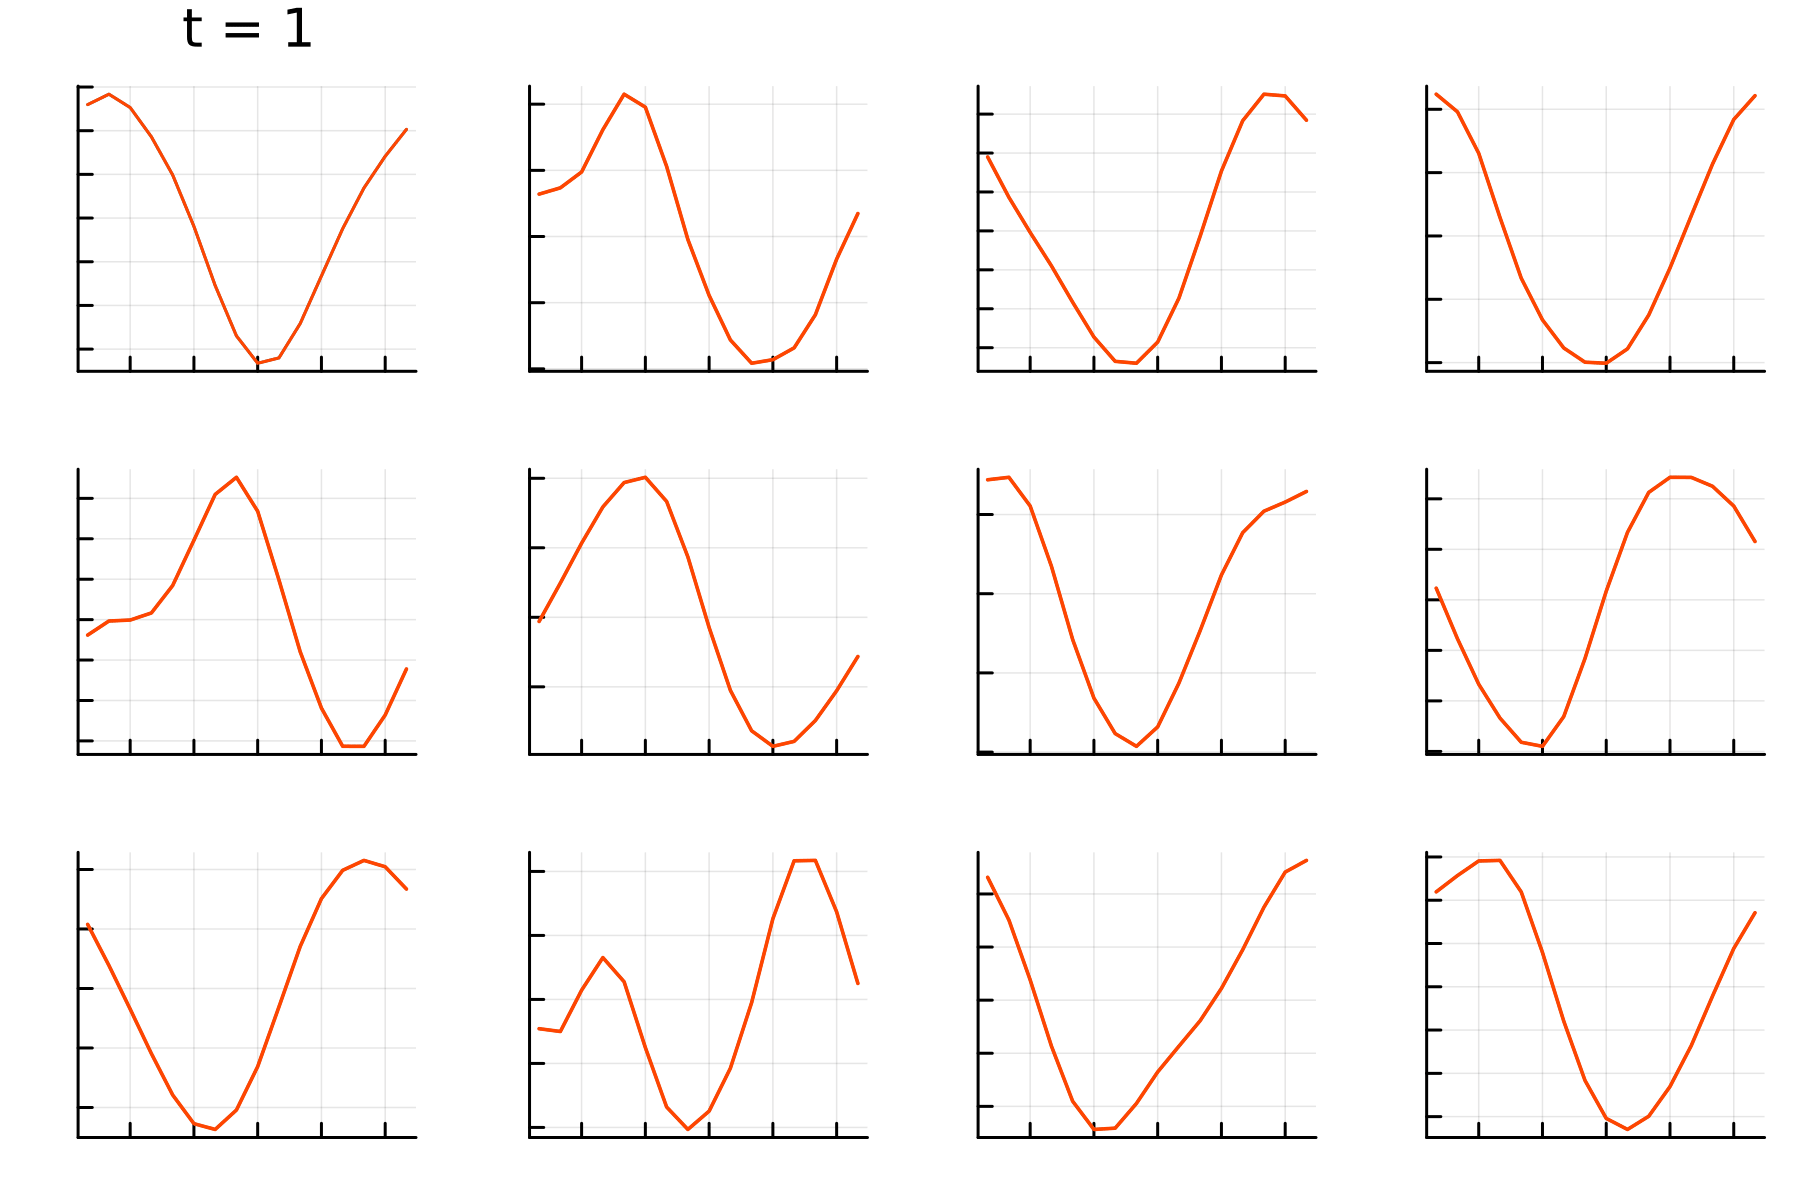 t = 1